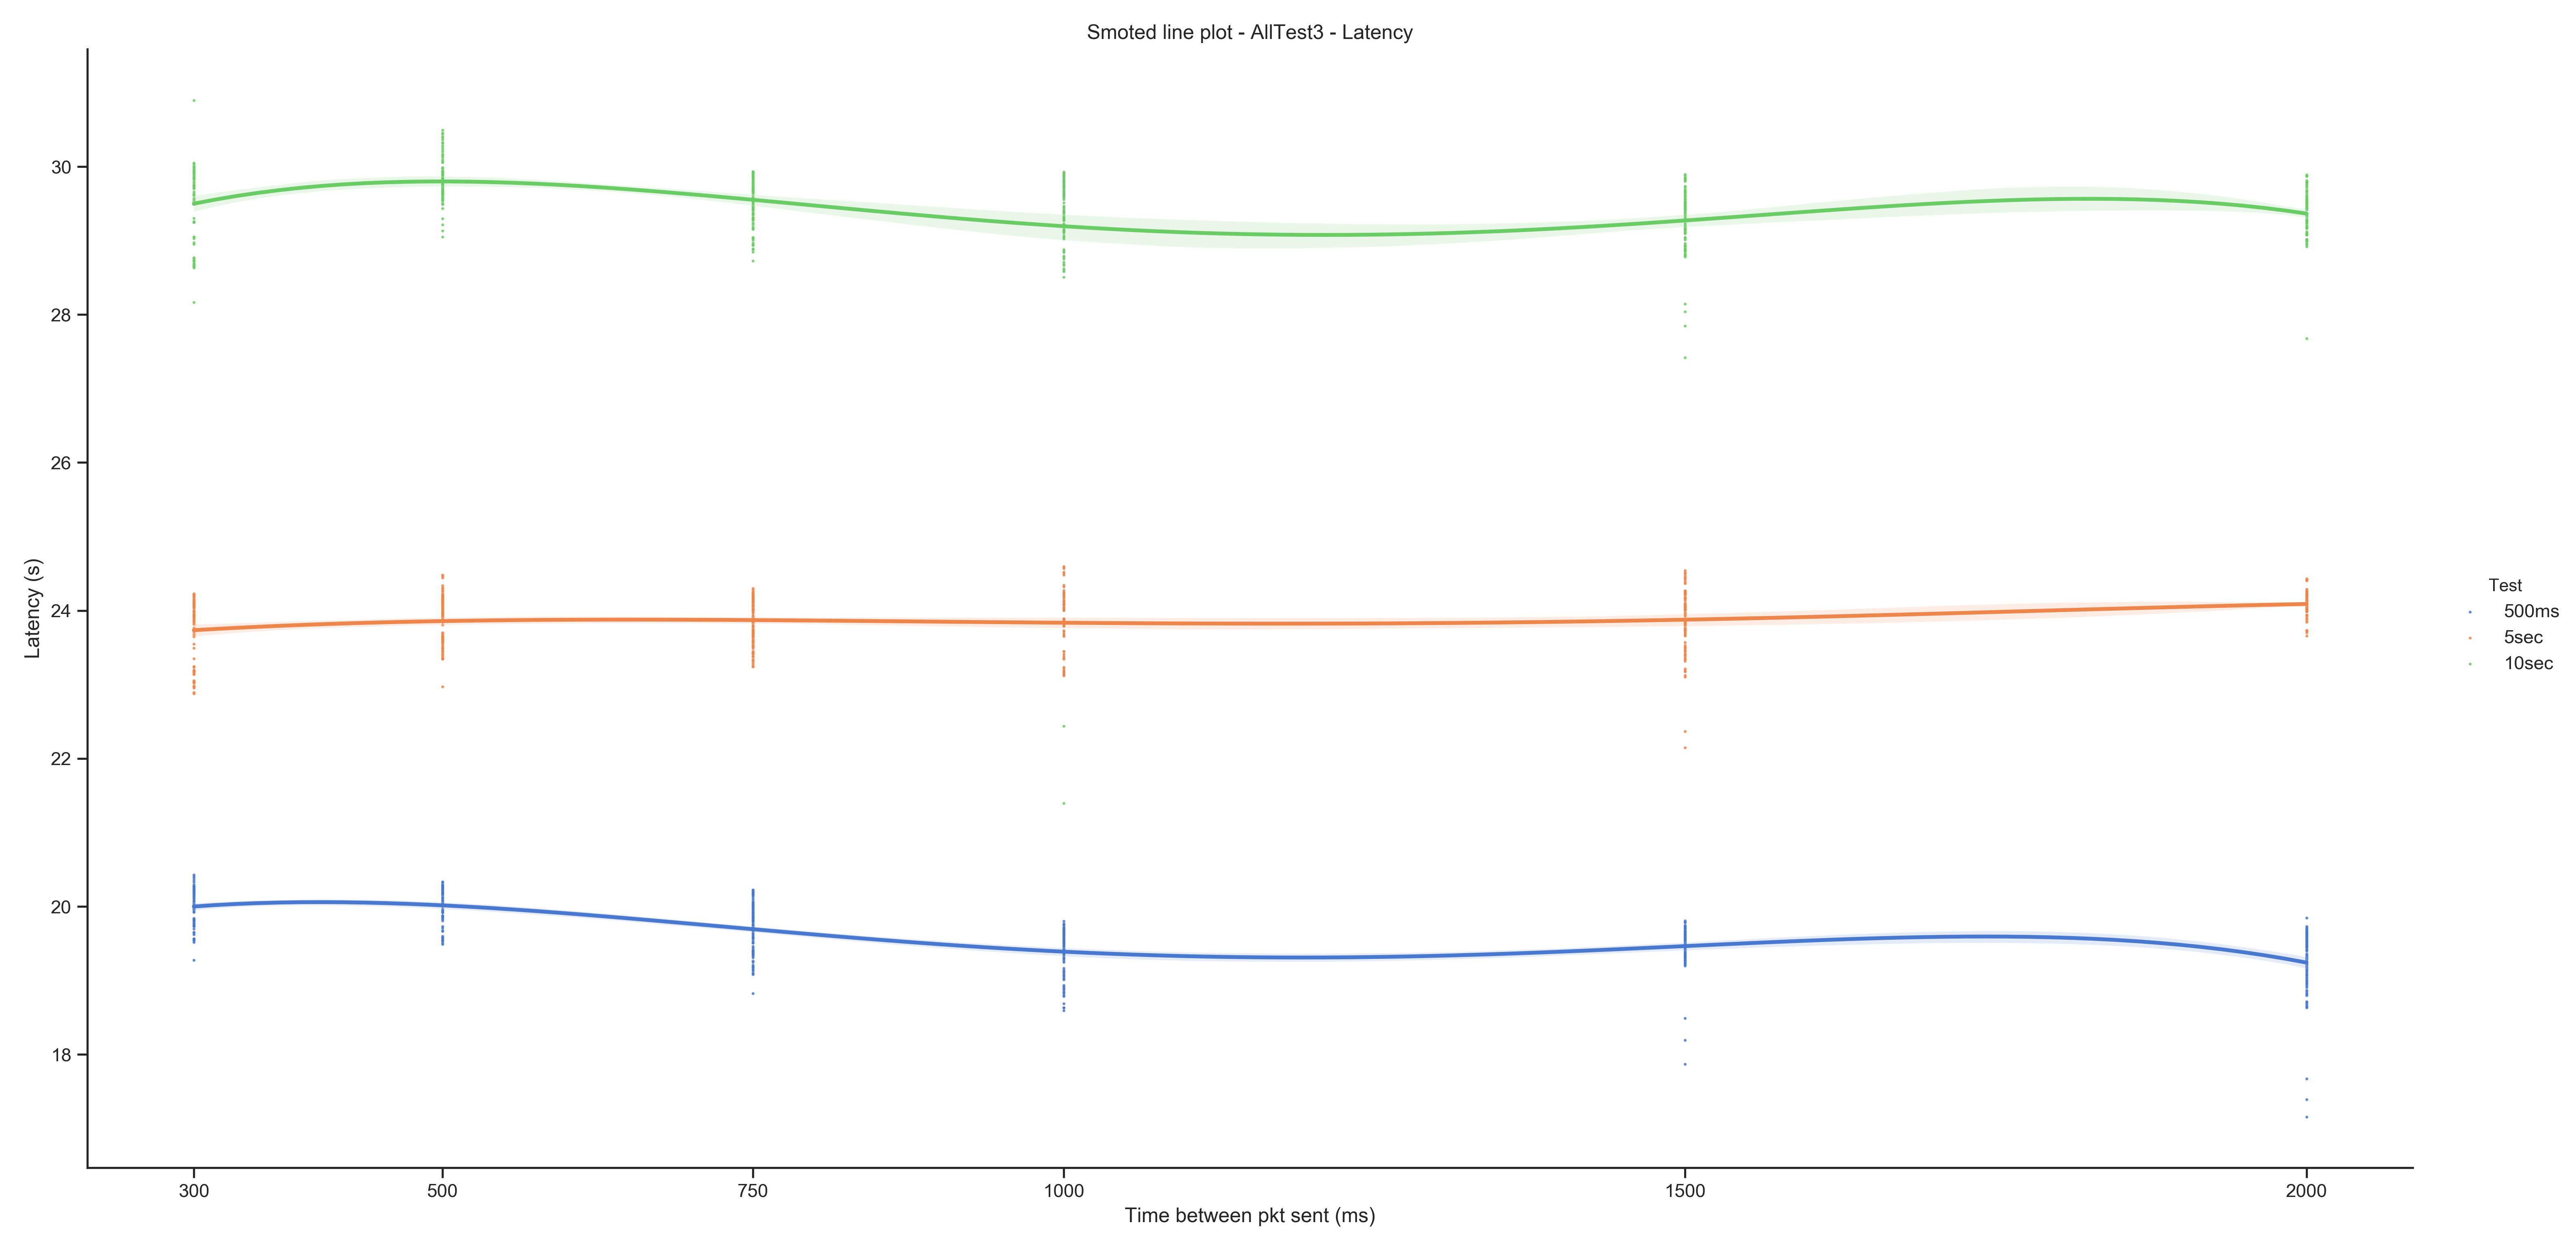 Smoted line plot - AllTest3 - Latency
Latency (s)
30
28
26
24
22
20
18
300 500 750 1000 1500 2000
Time between pkt sent (ms)
Test
500ms
5sec
10sec